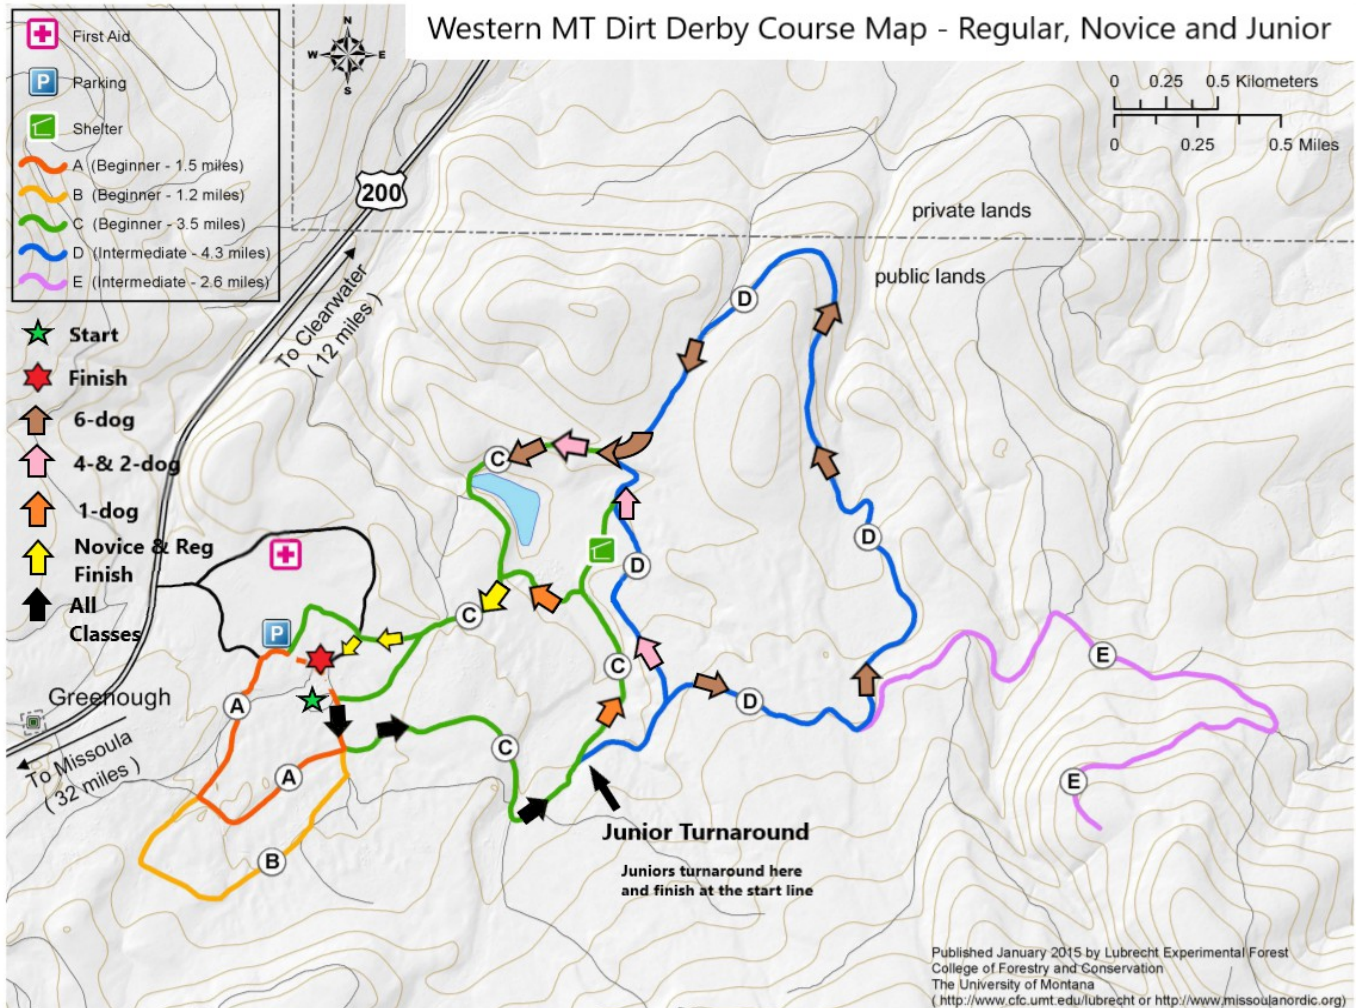 Western MT Dirt Derby Course Map - Regular, Novice and Junior
First Aid
P Parking
Shelter
A (Beginner - 1.5 miles)
B (Beginner - 1.2 miles)
C (Beginner - 3.5 miles)
D (Intermediate - 4.3 miles)
E (Intermediate - 2.6 miles)
N
W E
S
0 0.25 0.5 Kilometers
0 0.25 0.5 Miles
200
private lands
public lands
To Clearwater
( 12 miles )
Start
Finish
6-dog
4-& 2-dog
1-dog
Novice & Reg
Finish
All
Classes
D
C
D
D
C
P
C
E
A
D
Greenough
C
A
E
To Missoula
( 32 miles )
B
Junior Turnaround
Juniors turnaround here
and finish at the start line
Published January 2015 by Lubrecht Experimental Forest
College of Forestry and Conservation
The University of Montana
( http://www.cfc.umt.edu/lubrecht or http://www.missoulanordic.org)